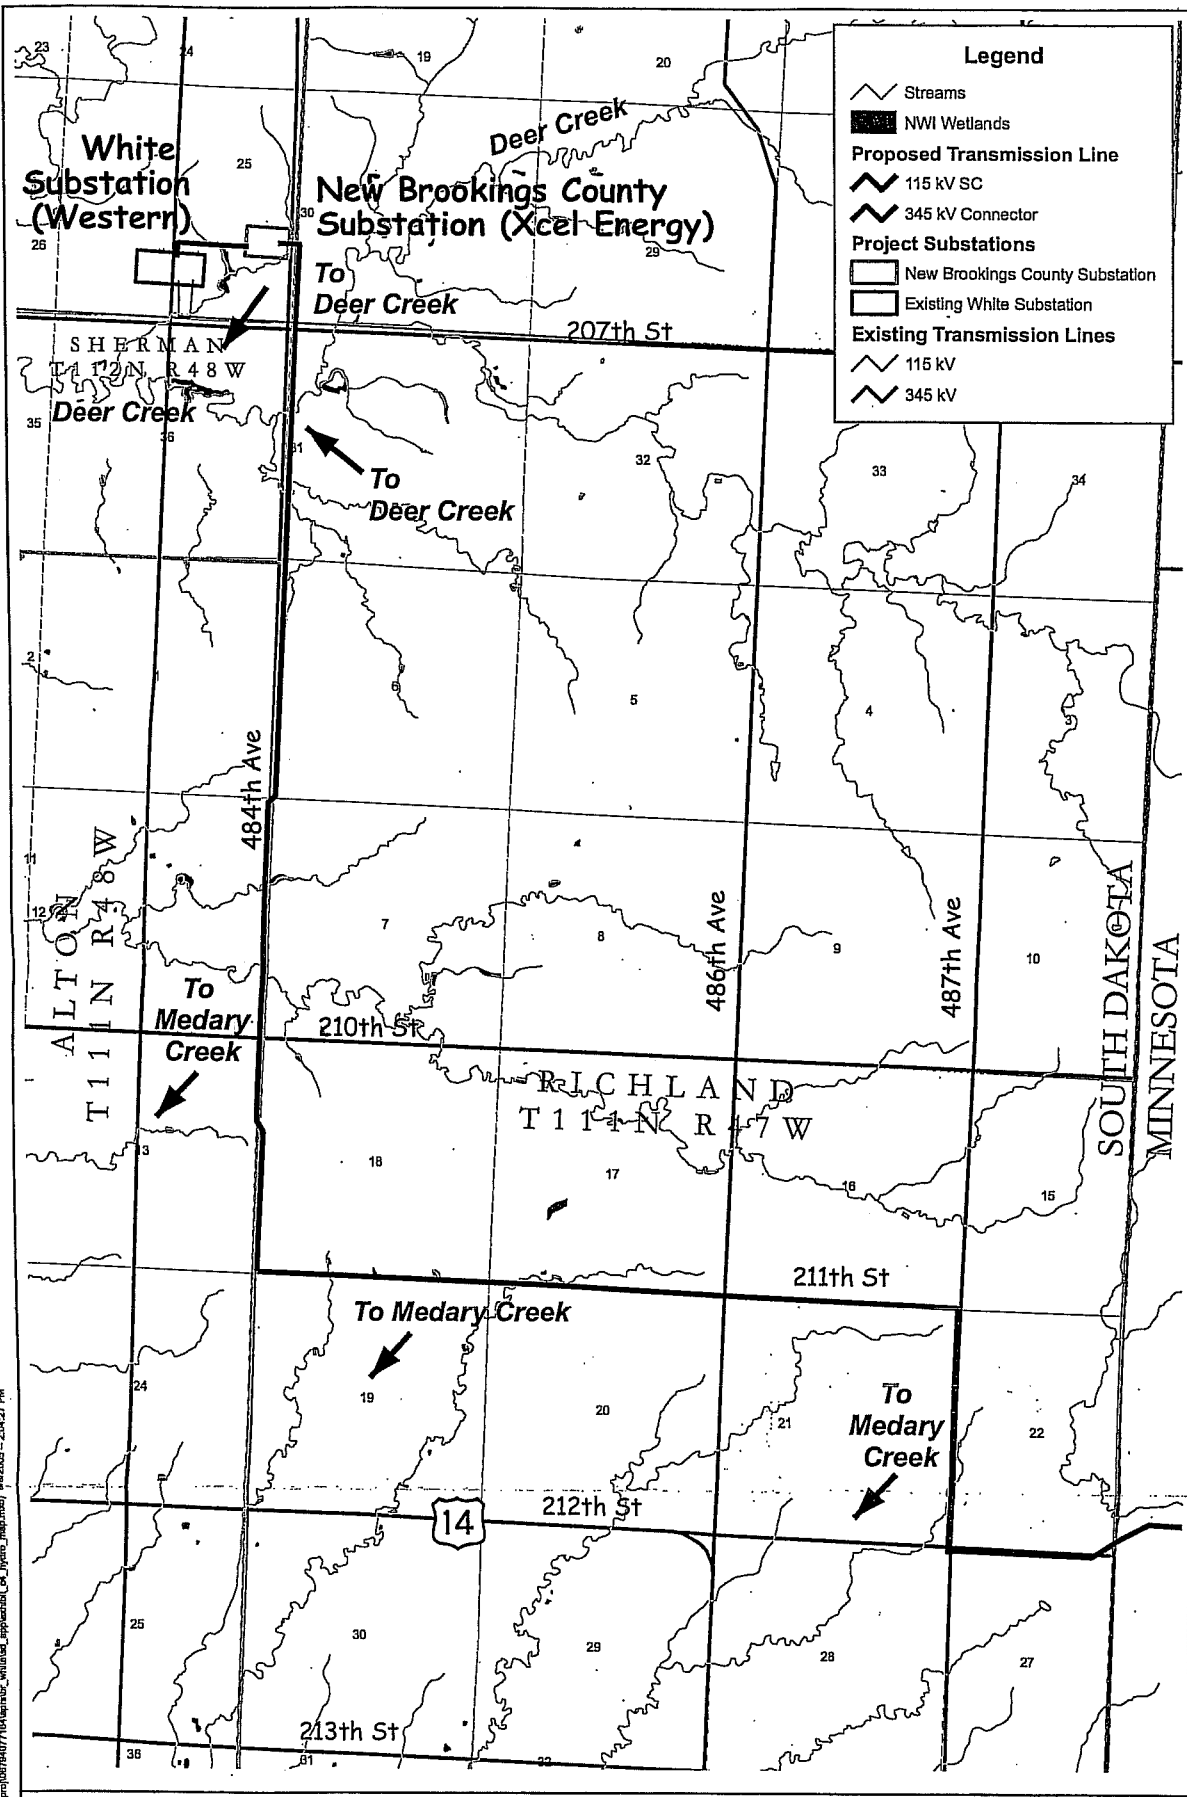 Legend
Streams
NWI Wetlands
Proposed Transmission Line
115 kV SC
345 kV Connector
Project Substations
New Brookings County Substation
Existing White Substation
Existing Transmission Lines
115 kV
345 kV
23
24
19
20
Deer Creek
White
Substation
(Western)
25
New Brookings County
Substation (Xcel Energy)
30
26
29
To
Deer Creek
207th St
SHERMAN
T112N R48W
Deer Creek
35
36
31
32
33
34
To
Deer Creek
2
1
6
5
4
3
484th Ave
11
12
7
8
9
10
ALTON
T111N R48W
486th Ave
487th Ave
SOUTH DAKOTA
MINNESOTA
To
Medary
Creek
210th St
RICHLAND
T111N R47W
13
18
17
16
15
211th St
To Medary Creek
24
19
20
21
22
To
Medary
Creek
14
212th St
25
30
29
28
27
213th St
36
31